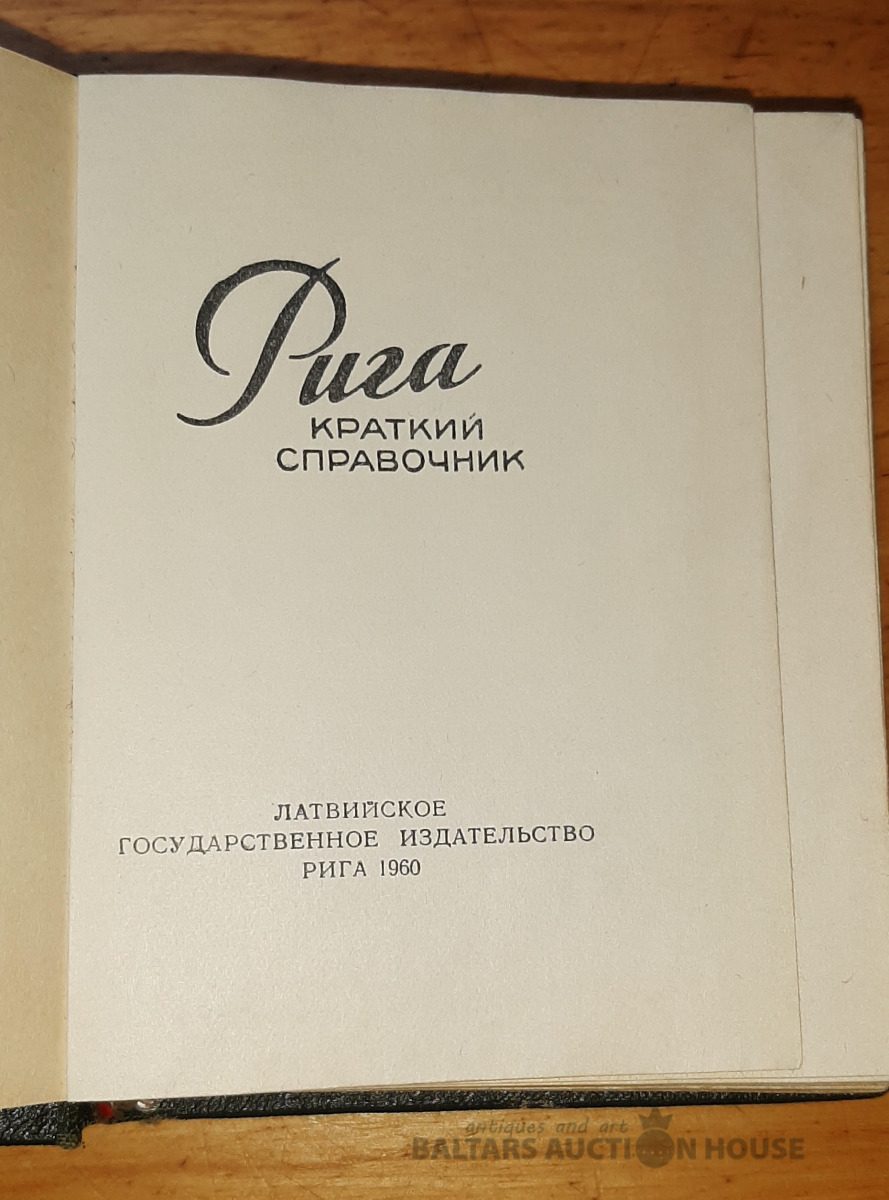 Рига
КРАТКИЙ
СПРАВОЧНИК
ЛАТВИЙСКОЕ
ГОСУДАРСТВЕННОЕ ИЗДАТЕЛЬСТВО
РИГА 1960
antiques and art
BALTARS AUCTION HOUSE